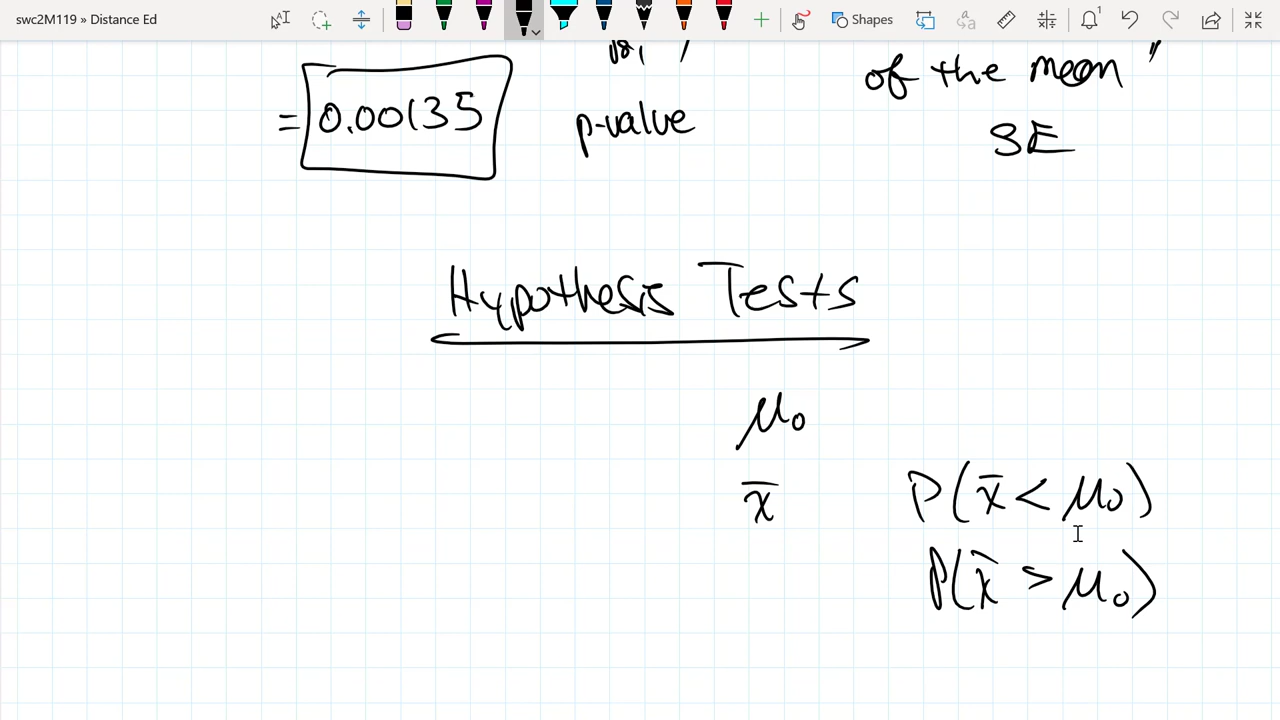 swc2M119 » Distance Ed
Shapes
of the mean"
= 0.00135
p-value
SE
Hypothesis Tests
μ₀
x̄
P(x̄ < μ₀)
P(x̄ > μ₀)